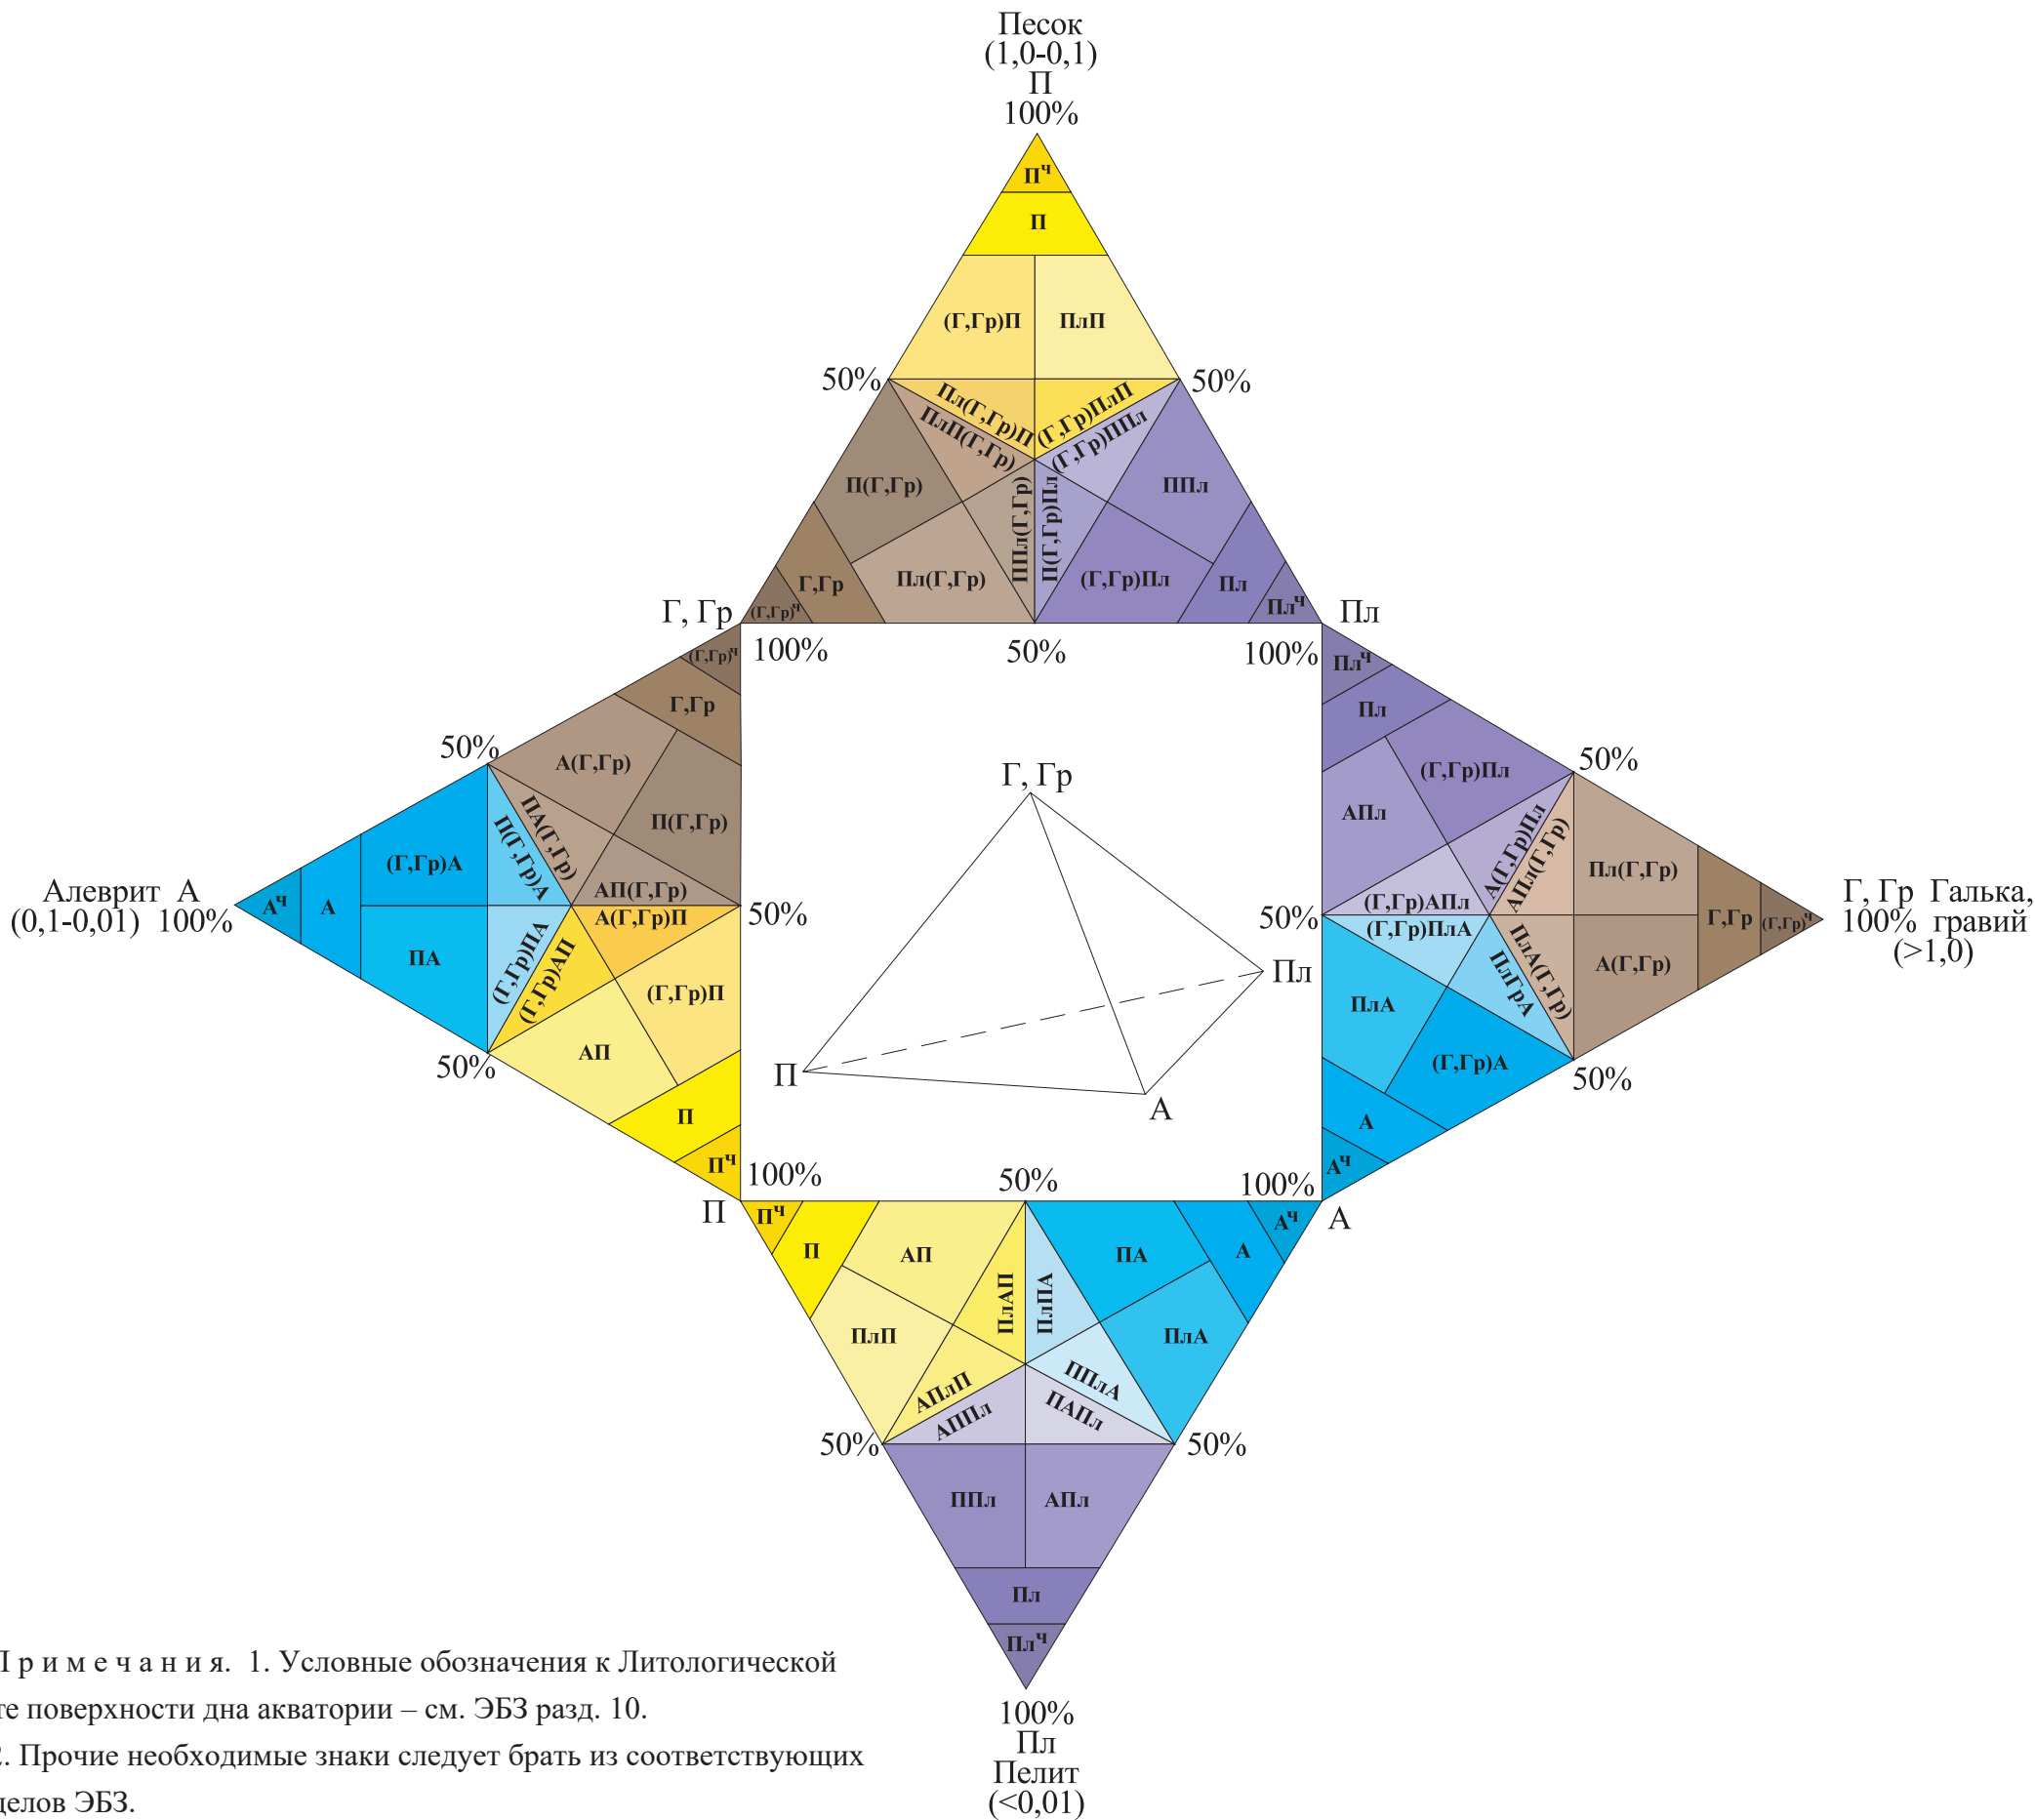 Песок
(1,0-0,1)
П
100%
Пч
П
(Г,Гр)П ПлП
50% 50%
Пл(Г,Гр)П (Г,Гр)ПлП
ПлП(Г,Гр) (Г,Гр)ППл
П(Г,Гр) ППл(Г,Гр) П(Г,Гр)Пл ППл
(Г,Гр)ч Г,Гр Пл(Г,Гр) (Г,Гр)Пл Пл Плч
Г, Гр Пл
100% 50% 100%
(Г,Гр)ч
Г,Гр
50%
А(Г,Гр)
П(Г,Гр)
ПА(Г,Гр)
П(Г,Гр)А
(Г,Гр)А
АП(Г,Гр)
Алеврит А
(0,1-0,01) 100%
Ач А
50%
А(Г,Гр)П
ПА
(Г,Гр)ПА
(Г,Гр)АП
(Г,Гр)П
АП
50%
П
Пч
100%
П
Г, Гр
Пл
П
А
Плч
Пл
50%
(Г,Гр)Пл
АПл
А(Г,Гр)Пл
АПл(Г,Гр)
Пл(Г,Гр)
(Г,Гр)АПл
50%
(Г,Гр)ПлА
Г,Гр (Г,Гр)ч
Г, Гр Галька,
100% гравий
(>1,0)
ПлА(Г,Гр)
ПлГрА
А(Г,Гр)
ПлА
(Г,Гр)А
50%
А
Ач
50% 100%
А
Пч П АП ПлАП ПлПА ПА А Ач
ПлП ПлА
АПлП ППлА
АППл ПАПл
50% 50%
ППл АПл
Пл
Плч
100%
Пл
Пелит
(<0,01)
римечания. 1. Условные обозначения к Литологической
те поверхности дна акватории – см. ЭБЗ разд. 10.
2. Прочие необходимые знаки следует брать из соответствующих
делов ЭБЗ.